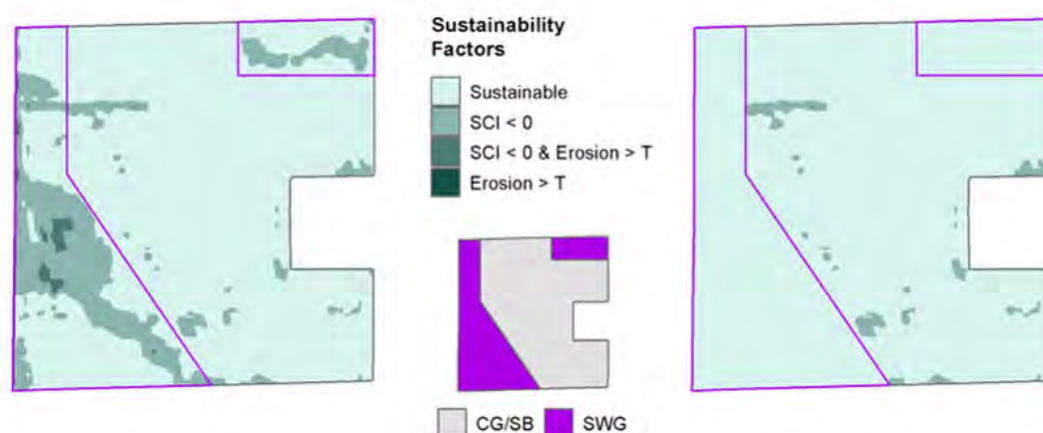 Sustainability
Factors
Sustainable
SCI < 0
SCI < 0 & Erosion > T
Erosion > T
CG/SB
SWG